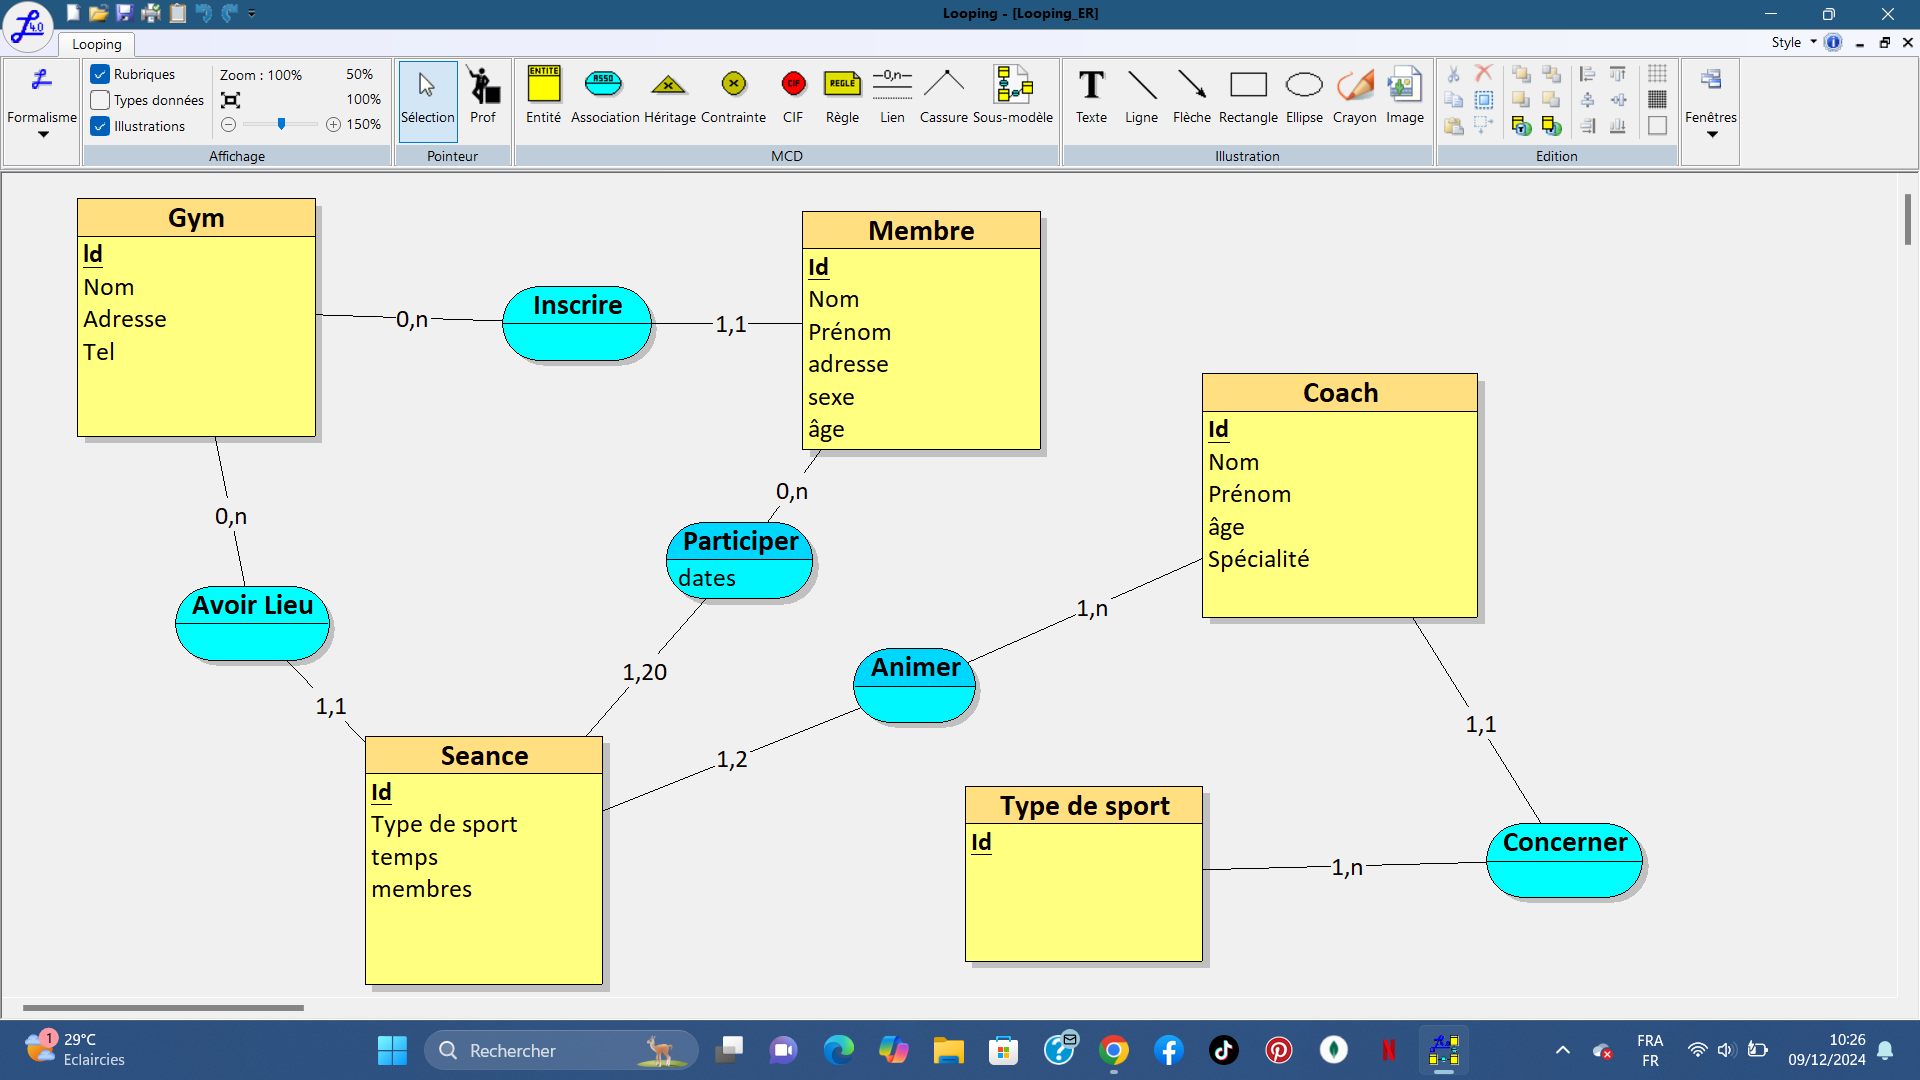 Looping - [Looping_ER]
4.0
Looping
Style
Formalisme
Rubriques
Types données
Illustrations
Zoom : 100%
50%
100%
150%
Affichage
Sélection
Prof
Pointeur
ENTITÉ
Entité
ASSO
Association
Héritage
Contrainte
CIF
CIF
REGLE
Règle
0,n
Lien
Cassure
Sous-modèle
MCD
Texte
Ligne
Flèche
Rectangle
Ellipse
Crayon
Image
Illustration
Edition
Fenêtres
Gym
Id
Nom
Adresse
Tel
0,n
Inscrire
1,1
Membre
Id
Nom
Prénom
adresse
sexe
âge
Coach
Id
Nom
Prénom
âge
Spécialité
0,n
0,n
Participer
dates
Avoir Lieu
1,n
1,20
Animer
1,1
1,2
1,1
Seance
Id
Type de sport
temps
membres
Type de sport
Id
1,n
Concerner
1
29°C
Eclaircies
Rechercher
FRA
FR
10:26
09/12/2024